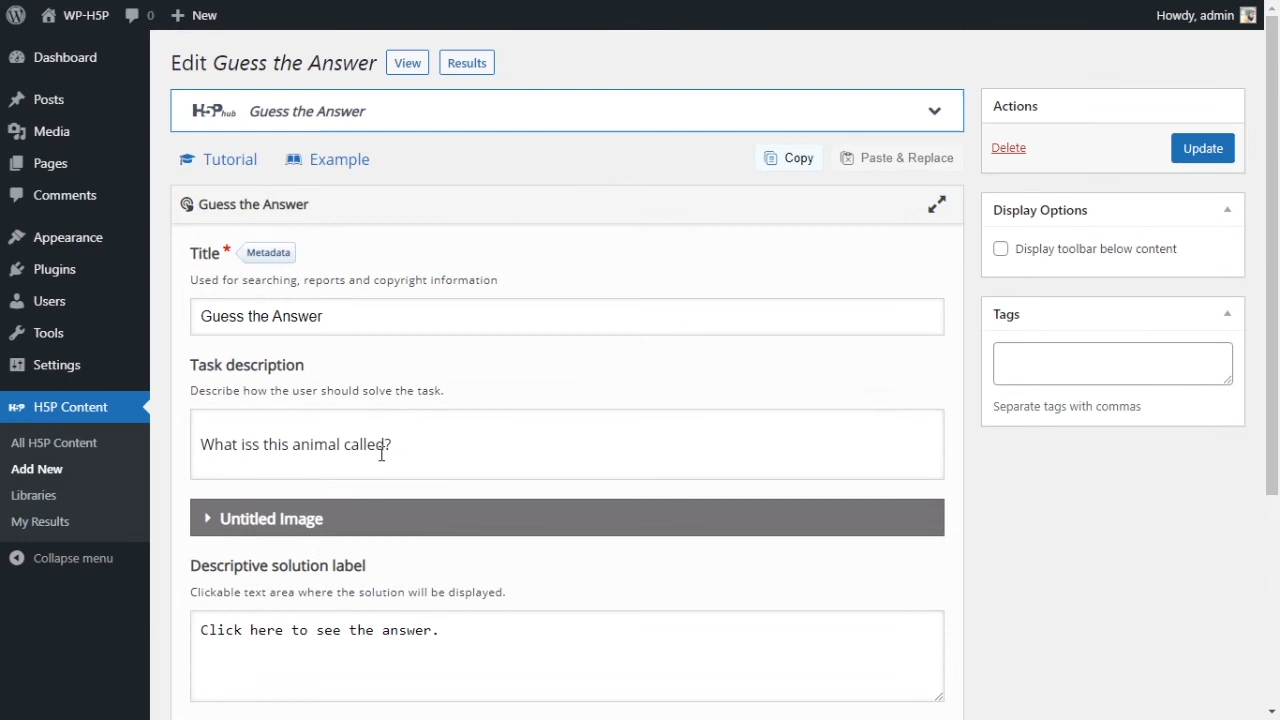 WP-H5P 0 New Howdy, admin
Dashboard
Posts
Media
Pages
Comments
Appearance
Plugins
Users
Tools
Settings
H5P Content
All H5P Content
Add New
Libraries
My Results
Collapse menu
Edit Guess the Answer View Results
H5P hub Guess the Answer
Tutorial Example Copy Paste & Replace
Guess the Answer
Title * Metadata
Used for searching, reports and copyright information
Guess the Answer
Task description
Describe how the user should solve the task.
What iss this animal called?
Untitled Image
Descriptive solution label
Clickable text area where the solution will be displayed.
Click here to see the answer.
Actions
Delete Update
Display Options
Display toolbar below content
Tags
Separate tags with commas